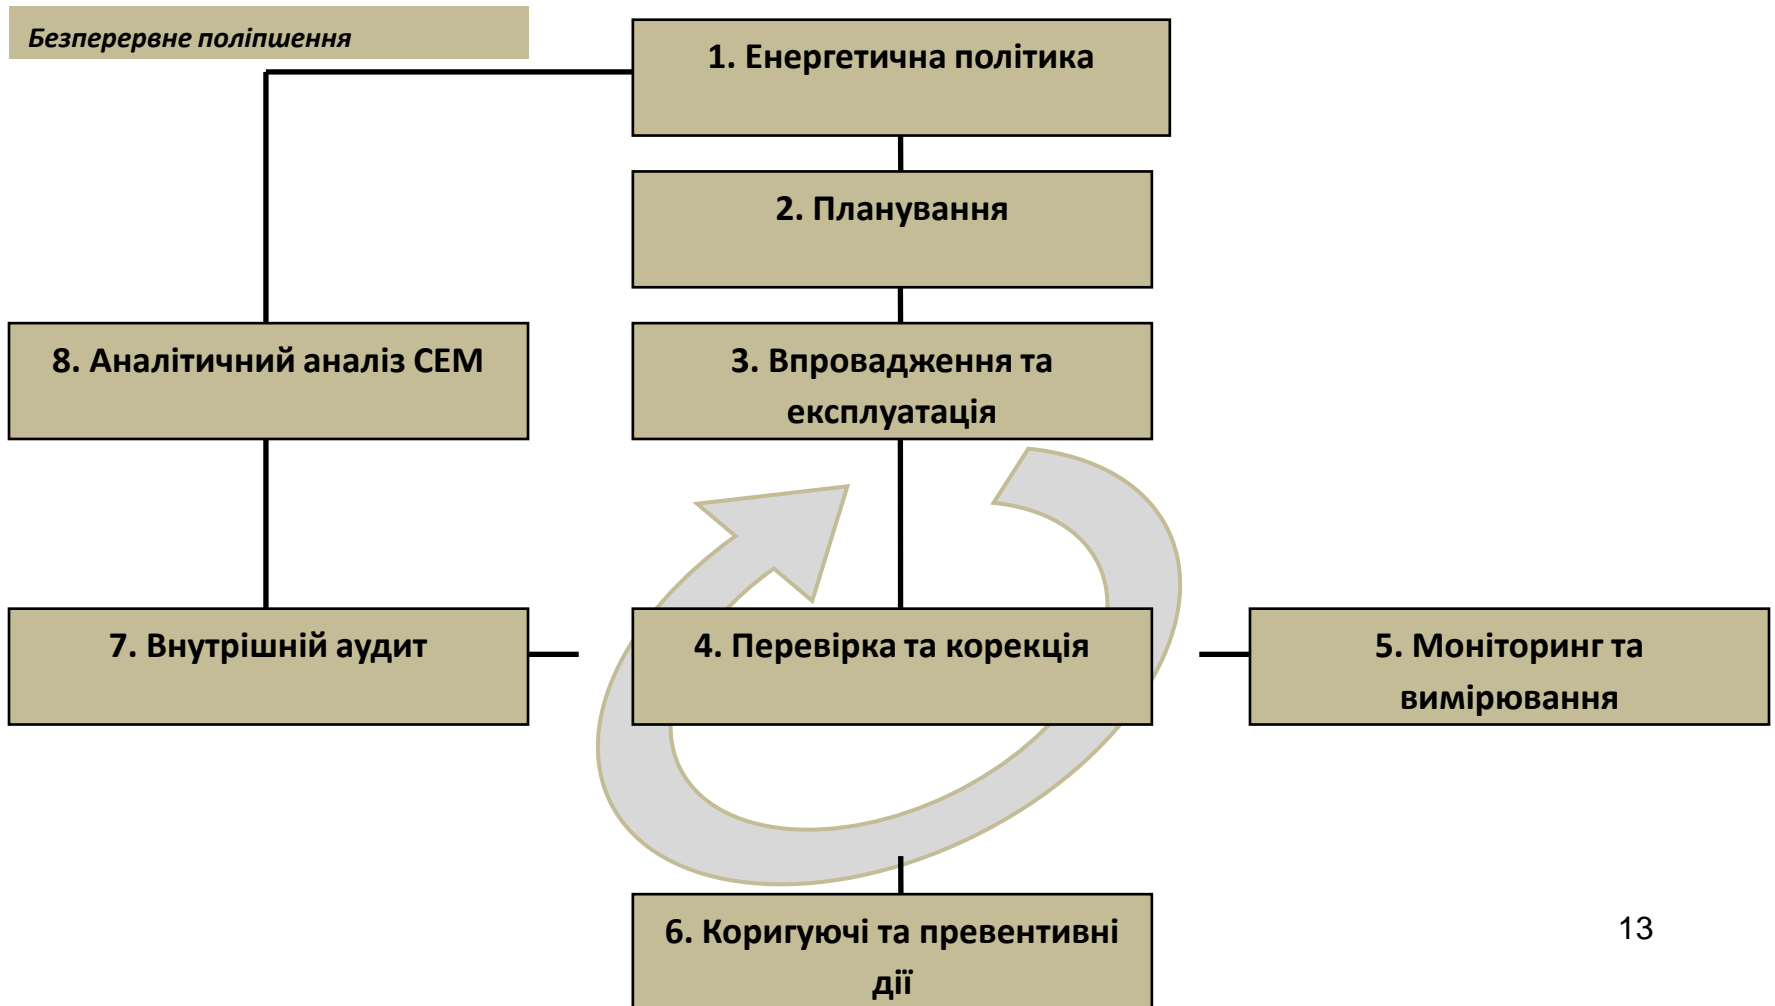 Безперервне поліпшення
1. Енергетична політика
2. Планування
8. Аналітичний аналіз СЕМ
3. Впровадження та
експлуатація
7. Внутрішній аудит
4. Перевірка та корекція
5. Моніторинг та
вимірювання
6. Коригуючі та превентивні
дії
13